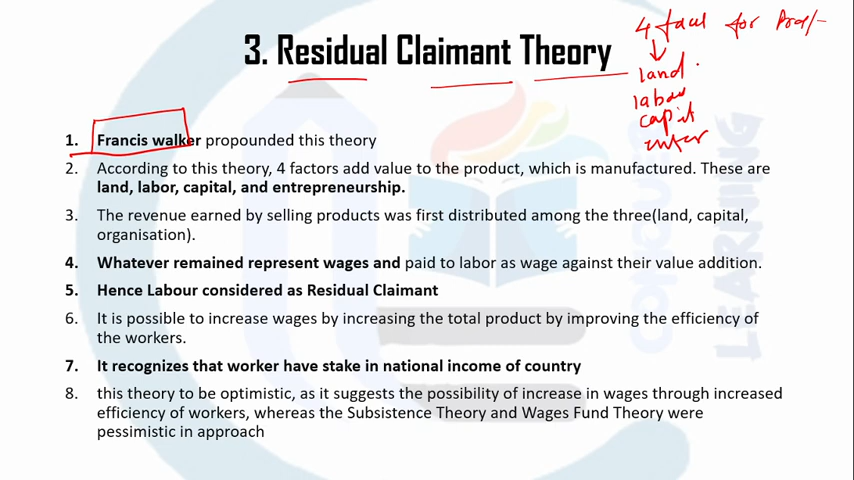 3. Residual Claimant Theory
4 fact for Prof
land
labou
capit
enter
1. Francis walker propounded this theory
2. According to this theory, 4 factors add value to the product, which is manufactured. These are
land, labor, capital, and entrepreneurship.
3. The revenue earned by selling products was first distributed among the three(land, capital,
organisation).
4. Whatever remained represent wages and paid to labor as wage against their value addition.
5. Hence Labour considered as Residual Claimant
6. It is possible to increase wages by increasing the total product by improving the efficiency of
the workers.
7. It recognizes that worker have stake in national income of country
8. this theory to be optimistic, as it suggests the possibility of increase in wages through increased
efficiency of workers, whereas the Subsistence Theory and Wages Fund Theory were
pessimistic in approach
LEARNING